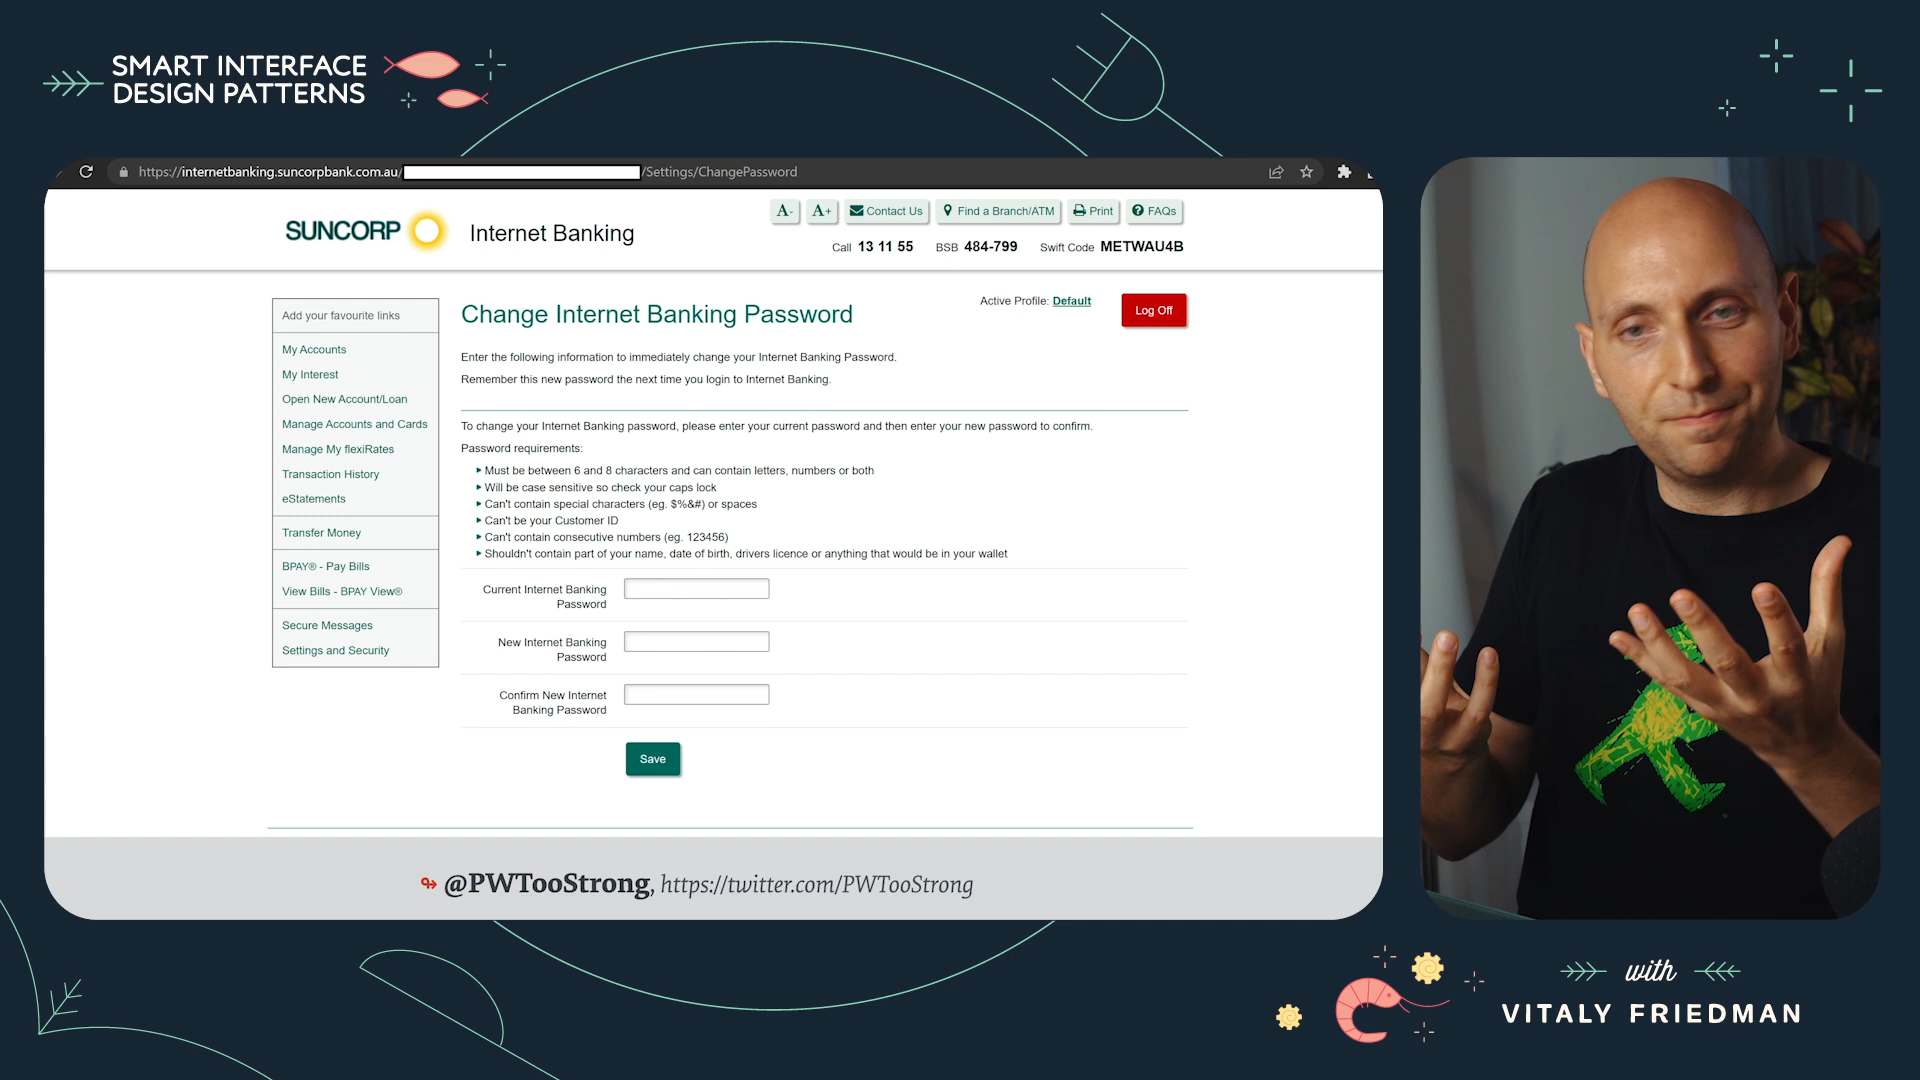 SMART INTERFACE
DESIGN PATTERNS
https://internetbanking.suncorpbank.com.au/ /Settings/ChangePassword
A- A+ Contact Us Find a Branch/ATM Print FAQs
SUNCORP Internet Banking
Call 13 11 55 BSB 484-799 Swift Code METWAU4B
Add your favourite links
My Accounts
My Interest
Open New Account/Loan
Manage Accounts and Cards
Manage My flexiRates
Transaction History
eStatements
Transfer Money
BPAY® - Pay Bills
View Bills - BPAY View®
Secure Messages
Settings and Security
Change Internet Banking Password
Active Profile: Default
Log Off
Enter the following information to immediately change your Internet Banking Password.
Remember this new password the next time you login to Internet Banking.
To change your Internet Banking password, please enter your current password and then enter your new password to confirm.
Password requirements:
Must be between 6 and 8 characters and can contain letters, numbers or both
Will be case sensitive so check your caps lock
Can't contain special characters (eg. $%&#) or spaces
Can't be your Customer ID
Can't contain consecutive numbers (eg. 123456)
Shouldn't contain part of your name, date of birth, drivers licence or anything that would be in your wallet
Current Internet Banking
Password
New Internet Banking
Password
Confirm New Internet
Banking Password
Save
@PWTooStrong, https://twitter.com/PWTooStrong
with
VITALY FRIEDMAN